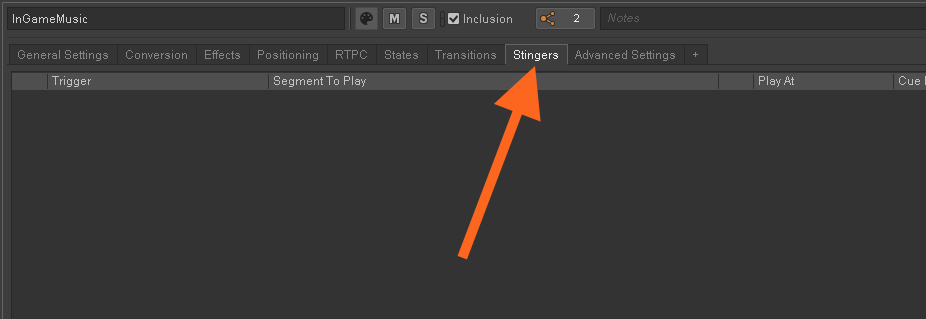 InGameMusic M S Inclusion 2 Notes
General Settings Conversion Effects Positioning RTPC States Transitions Stingers Advanced Settings +
Trigger Segment To Play Play At Cue